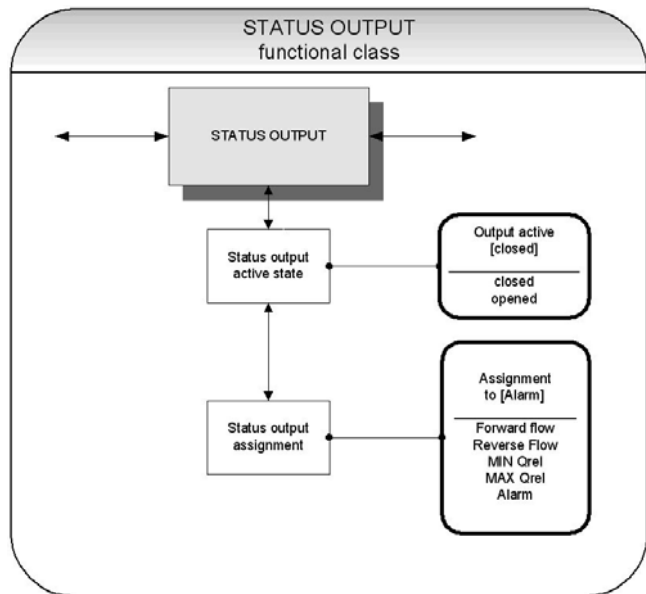 STATUS OUTPUT
functional class
STATUS OUTPUT
Status output
active state
Output active
[closed]
closed
opened
Status output
assignment
Assignment
to [Alarm]
Forward flow
Reverse Flow
MIN Qrel
MAX Qrel
Alarm